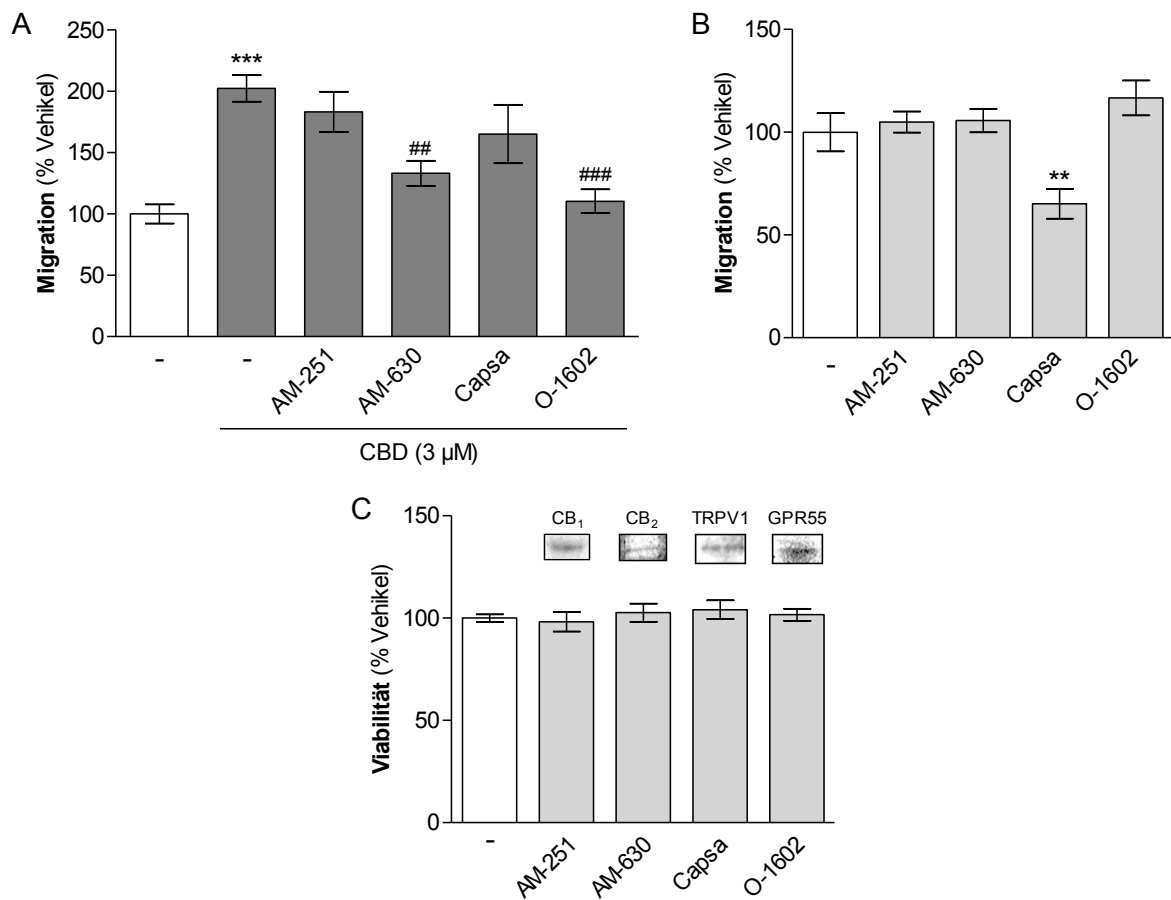 A
Migration (% Vehikel)
250
200
150
100
50
0
***
##
###
-
-
AM-251
AM-630
Capsa
O-1602
CBD (3 µM)
B
Migration (% Vehikel)
150
100
50
0
**
-
AM-251
AM-630
Capsa
O-1602
C
Viabilität (% Vehikel)
150
100
50
0
CB₁
CB₂
TRPV1
GPR55
-
AM-251
AM-630
Capsa
O-1602